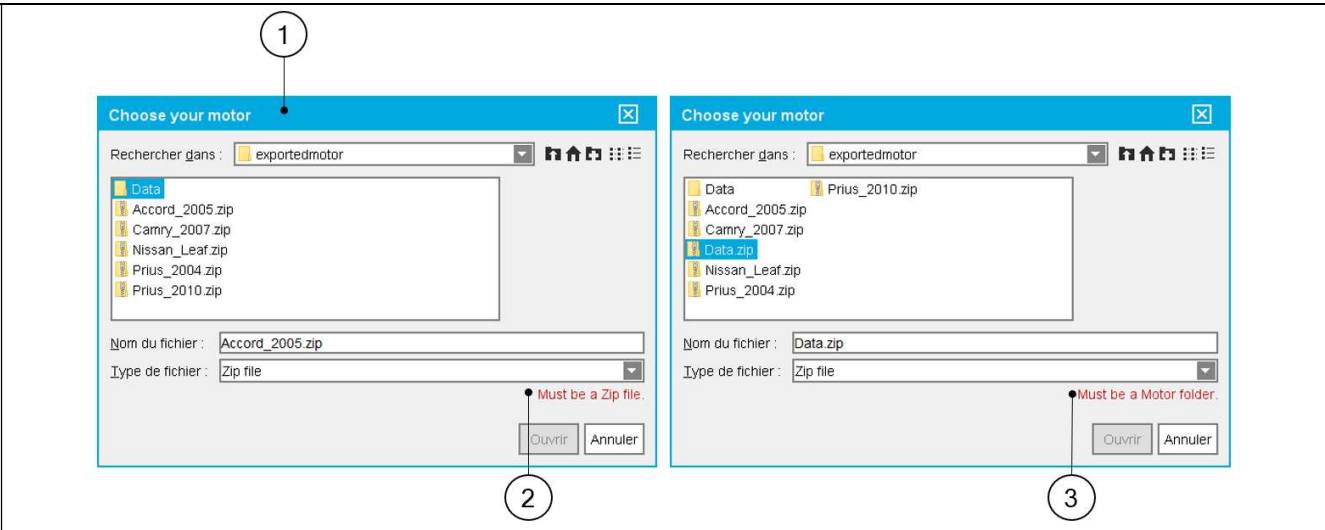 1
Choose your motor
Rechercher dans : exportedmotor
Data
Accord_2005.zip
Camry_2007.zip
Nissan_Leaf.zip
Prius_2004.zip
Prius_2010.zip
Nom du fichier : Accord_2005.zip
Type de fichier : Zip file
Must be a Zip file.
Ouvrir Annuler
2
Choose your motor
Rechercher dans : exportedmotor
Data Prius_2010.zip
Accord_2005.zip
Camry_2007.zip
Data.zip
Nissan_Leaf.zip
Prius_2004.zip
Nom du fichier : Data.zip
Type de fichier : Zip file
Must be a Motor folder.
Ouvrir Annuler
3